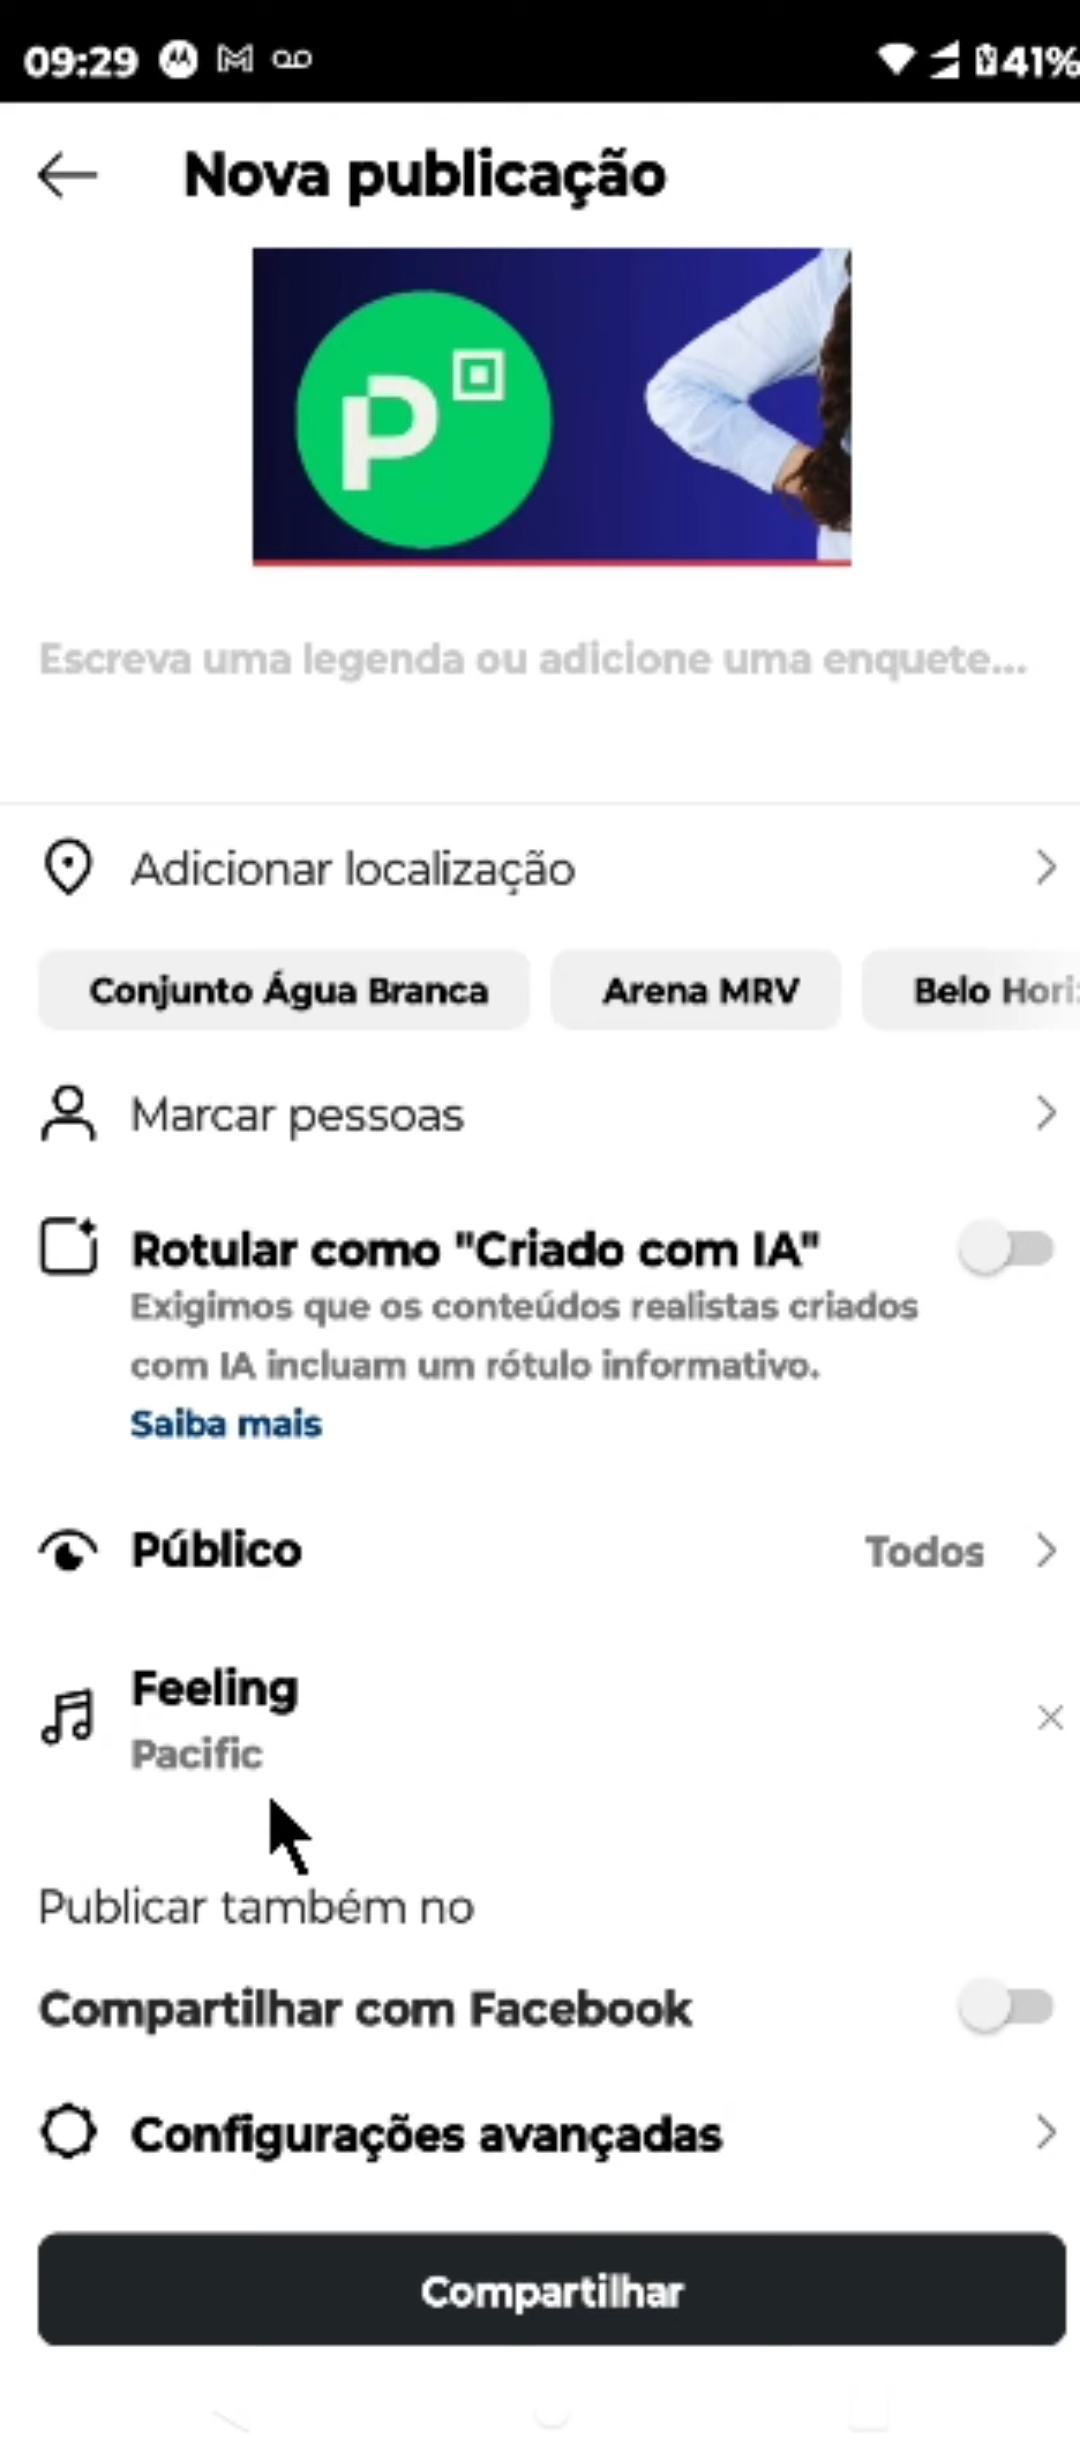 09:29
41%
Nova publicação
P
Escreva uma legenda ou adicione uma enquete...
Adicionar localização
Conjunto Água Branca
Arena MRV
Belo Hori
Marcar pessoas
Rotular como "Criado com IA"
Exigimos que os conteúdos realistas criados
com IA incluam um rótulo informativo.
Saiba mais
Público
Todos
Feeling
Pacific
Publicar também no
Compartilhar com Facebook
Configurações avançadas
Compartilhar